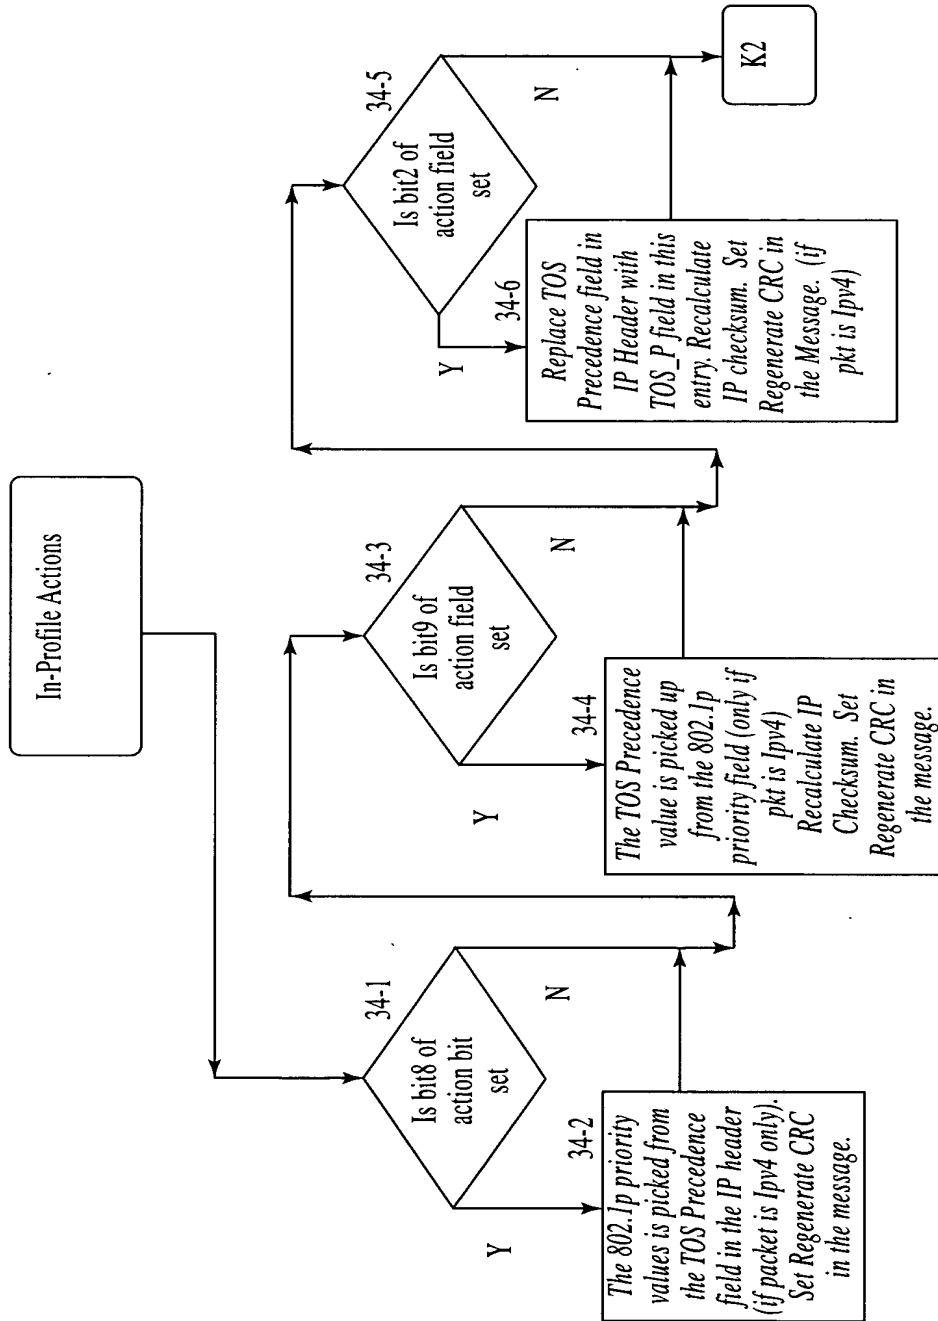 In-Profile Actions
34-1
Is bit8 of
action bit
set
Y
N
34-2
The 802.1p priority
values is picked from
the TOS Precedence
field in the IP header
(if packet is Ipv4 only).
Set Regenerate CRC
in the message.
34-3
Is bit9 of
action field
set
Y
N
34-4
The TOS Precedence
value is picked up
from the 802.1p
priority field (only if
pkt is Ipv4)
Recalculate IP
Checksum. Set
Regenerate CRC in
the message.
34-5
Is bit2 of
action field
set
Y
N
34-6
Replace TOS
Precedence field in
IP Header with
TOS_P field in this
entry. Recalculate
IP checksum. Set
Regenerate CRC in
the Message. (if
pkt is Ipv4)
K2